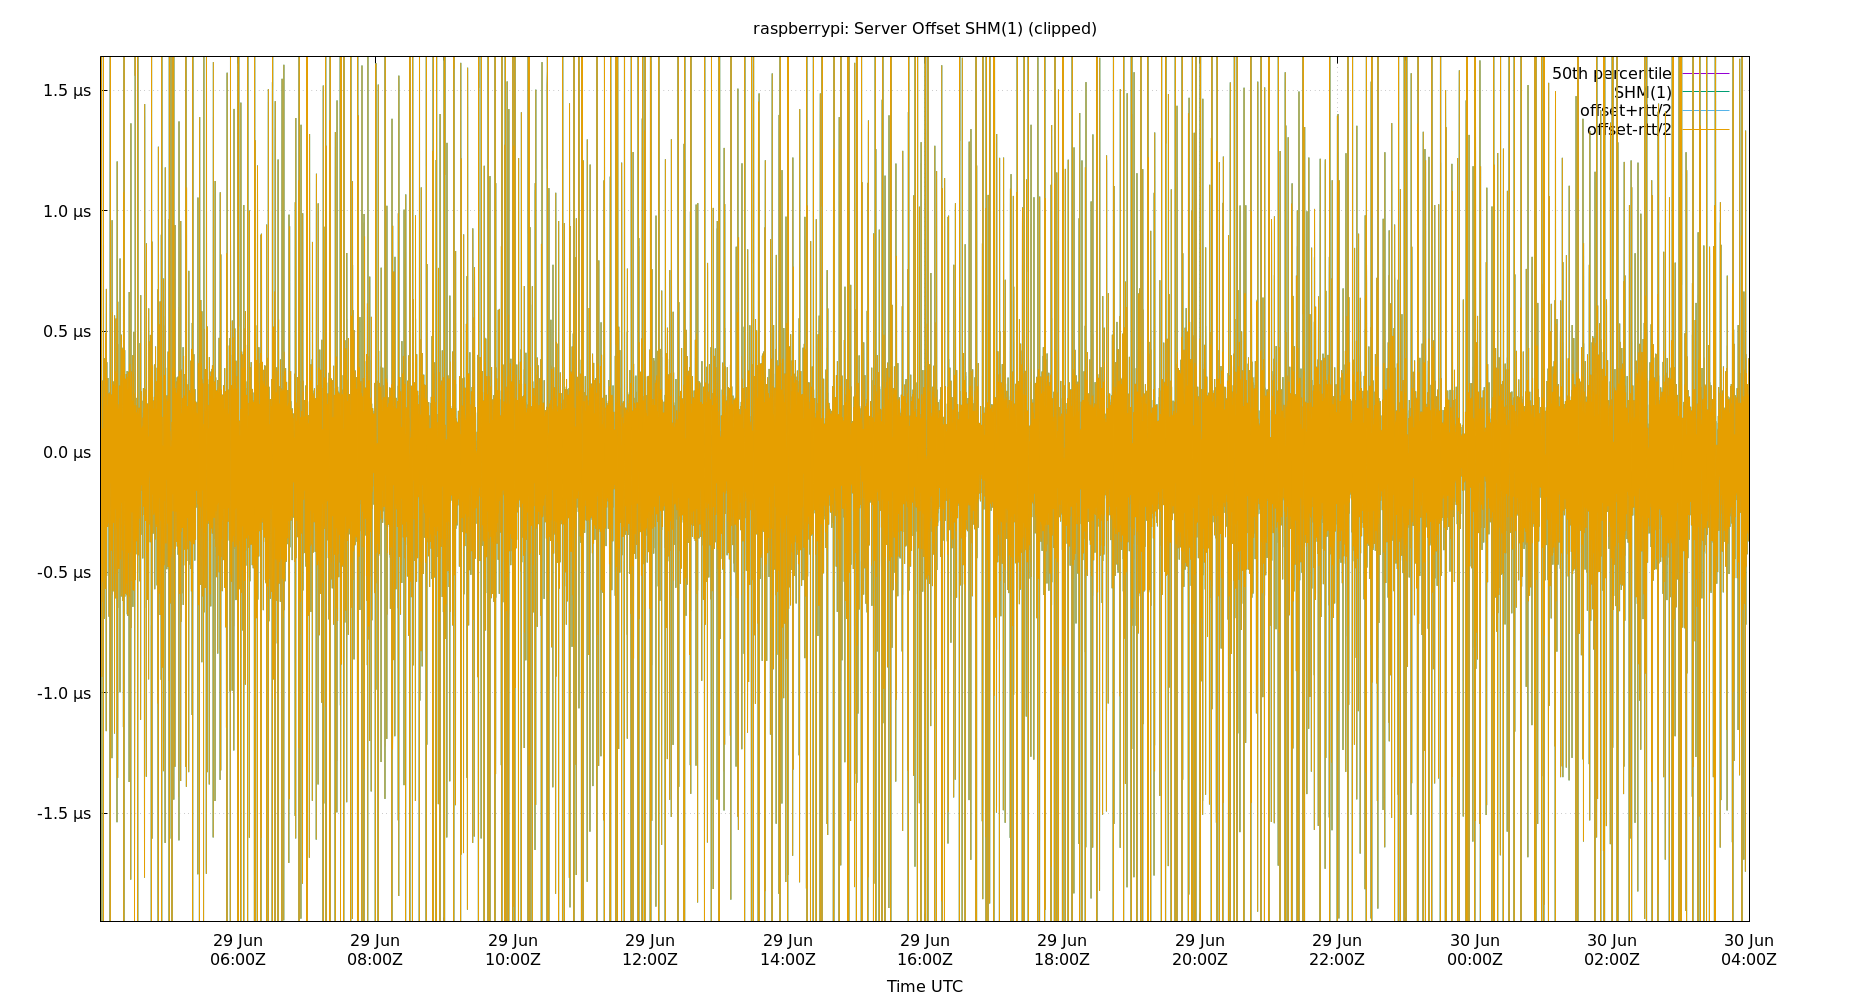 raspberrypi: Server Offset SHM(1) (clipped)
50th percentile
SHM(1)
offset+rtt/2
offset-rtt/2
1.5 µs
1.0 µs
0.5 µs
0.0 µs
-0.5 µs
-1.0 µs
-1.5 µs
29 Jun 29 Jun 29 Jun 29 Jun 29 Jun 29 Jun 29 Jun 29 Jun 29 Jun 30 Jun 30 Jun 30 Jun
06:00Z 08:00Z 10:00Z 12:00Z 14:00Z 16:00Z 18:00Z 20:00Z 22:00Z 00:00Z 02:00Z 04:00Z
Time UTC